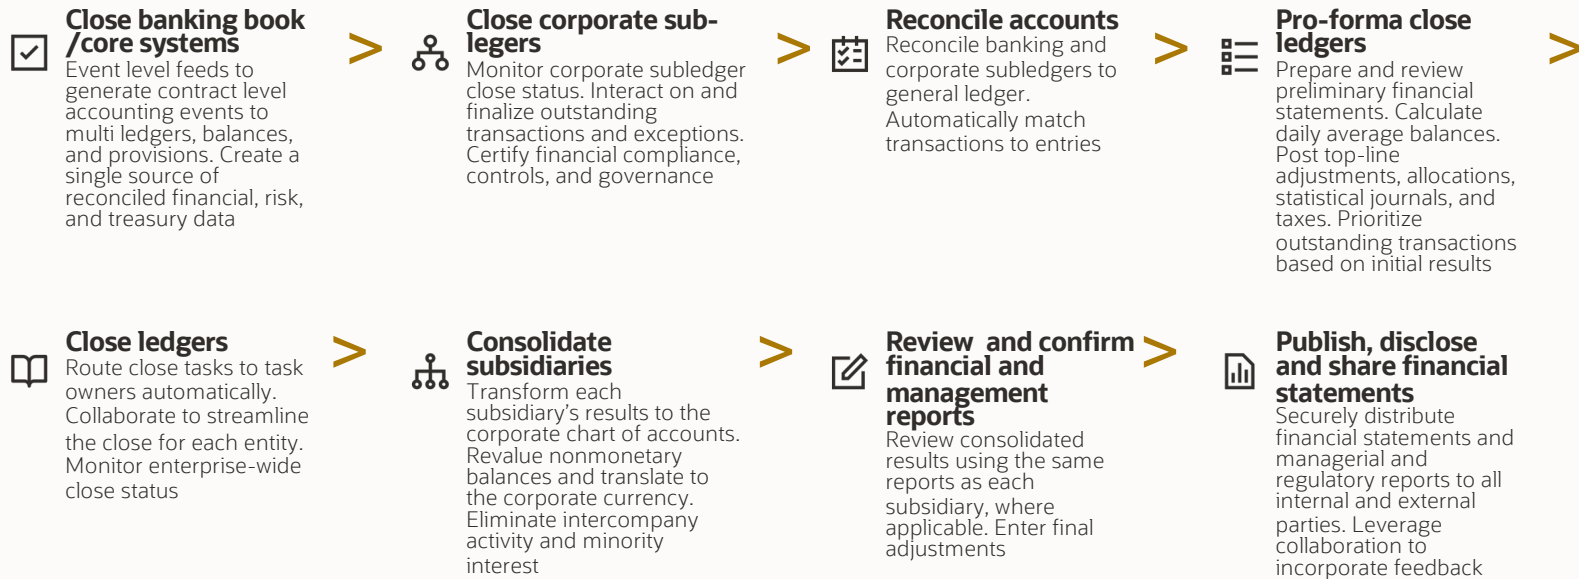 Close banking book
/core systems
Event level feeds to
generate contract level
accounting events to
multi ledgers, balances,
and provisions. Create a
single source of
reconciled financial, risk,
and treasury data
>
Close corporate sub-
legers
Monitor corporate subledger
close status. Interact on and
finalize outstanding
transactions and exceptions.
Certify financial compliance,
controls, and governance
>
Reconcile accounts
Reconcile banking and
corporate subledgers to
general ledger.
Automatically match
transactions to entries
>
Pro-forma close
ledgers
Prepare and review
preliminary financial
statements. Calculate
daily average balances.
Post top-line
adjustments, allocations,
statistical journals, and
taxes. Prioritize
outstanding transactions
based on initial results
>
Close ledgers
Route close tasks to task
owners automatically.
Collaborate to streamline
the close for each entity.
Monitor enterprise-wide
close status
>
Consolidate
subsidiaries
Transform each
subsidiary's results to the
corporate chart of accounts.
Revalue nonmonetary
balances and translate to
the corporate currency.
Eliminate intercompany
activity and minority
interest
>
Review and confirm
financial and
management
reports
Review consolidated
results using the same
reports as each
subsidiary, where
applicable. Enter final
adjustments
>
Publish, disclose
and share financial
statements
Securely distribute
financial statements and
managerial and
regulatory reports to all
internal and external
parties. Leverage
collaboration to
incorporate feedback